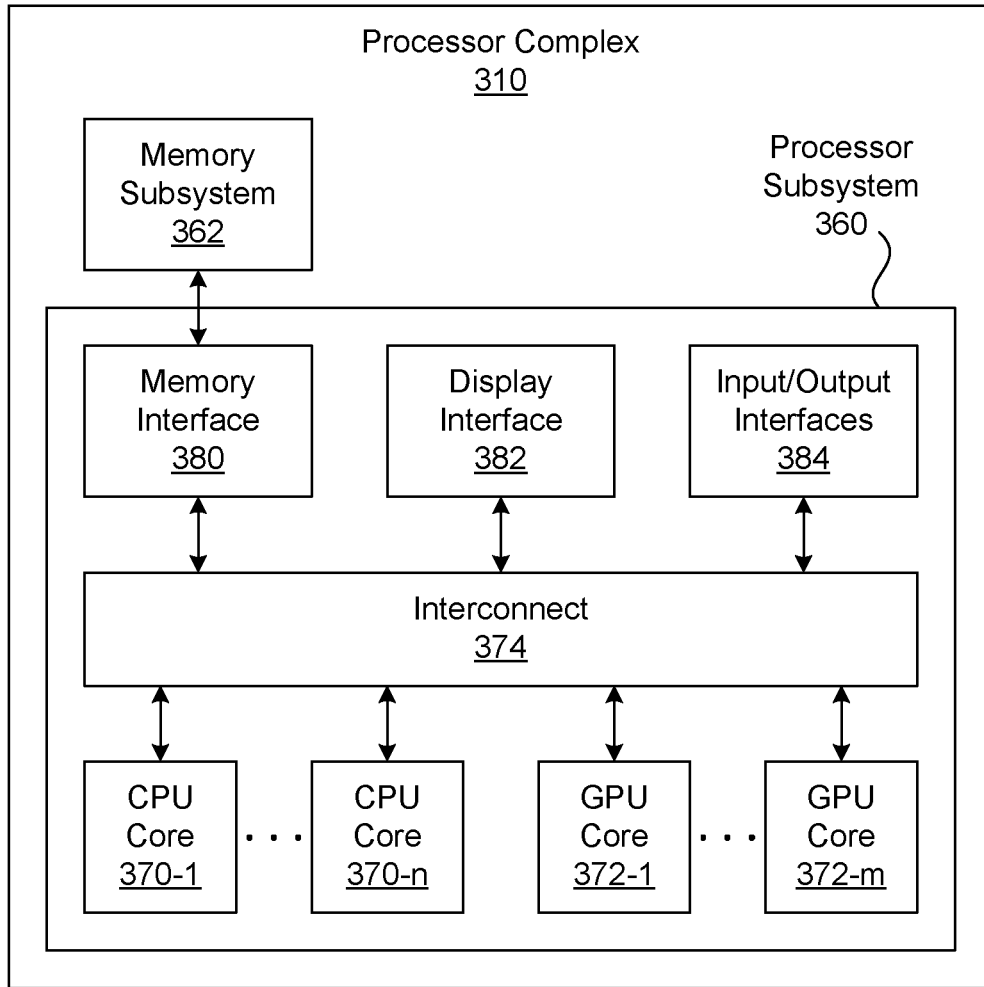 Processor Complex
310
Memory
Subsystem
362
Processor
Subsystem
360
Memory
Interface
380
Display
Interface
382
Input/Output
Interfaces
384
Interconnect
374
CPU
Core
370-1
. . .
CPU
Core
370-n
GPU
Core
372-1
. . .
GPU
Core
372-m